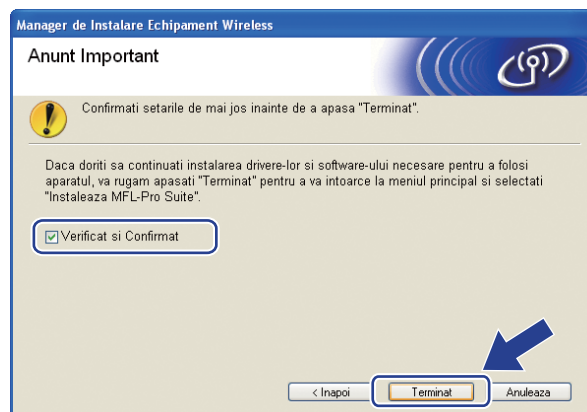 Manager de Instalare Echipament Wireless
Anunt Important
Confirmati setarile de mai jos inainte de a apasa "Terminat".
Daca doriti sa continuati instalarea drivere-lor si software-ului necesare pentru a folosi
aparatul, va rugam apasati "Terminat" pentru a va intoarce la meniul principal si selectati
"Instaleaza MFL-Pro Suite".
Verificat si Confirmat
< Inapoi Terminat Anuleaza